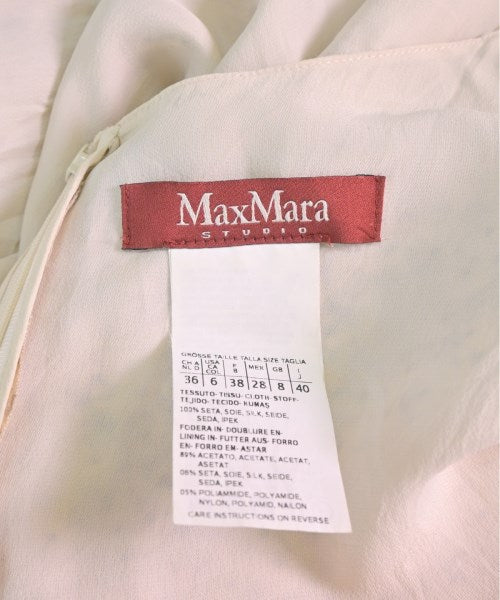 MaxMara
STUDIO
GRÖSSE TAILLE TALLA SIZE TAGLIA
CH A NL D USA CA COL F B MEX GB I J
36 6 38 28 8 40
TESSUTO-TISSU-CLOTH-STOFF-
TEJIDO-TECIDO-KUMAŞ
100% SETA, SOIE, SILK, SEIDE,
SEDA, IPEK
FODERA IN-DOUBLURE EN-
LINING IN-FUTTER AUS-FORRO
EN-FORRO EM-ASTAR
89% ACETATO, ACETATE, ACETAT,
ASETAT
06% SETA, SOIE, SILK, SEIDE,
SEDA, IPEK
05% POLIAMMIDE, POLYAMIDE,
NYLON, POLYAMID, NAILON
CARE INSTRUCTIONS ON REVERSE